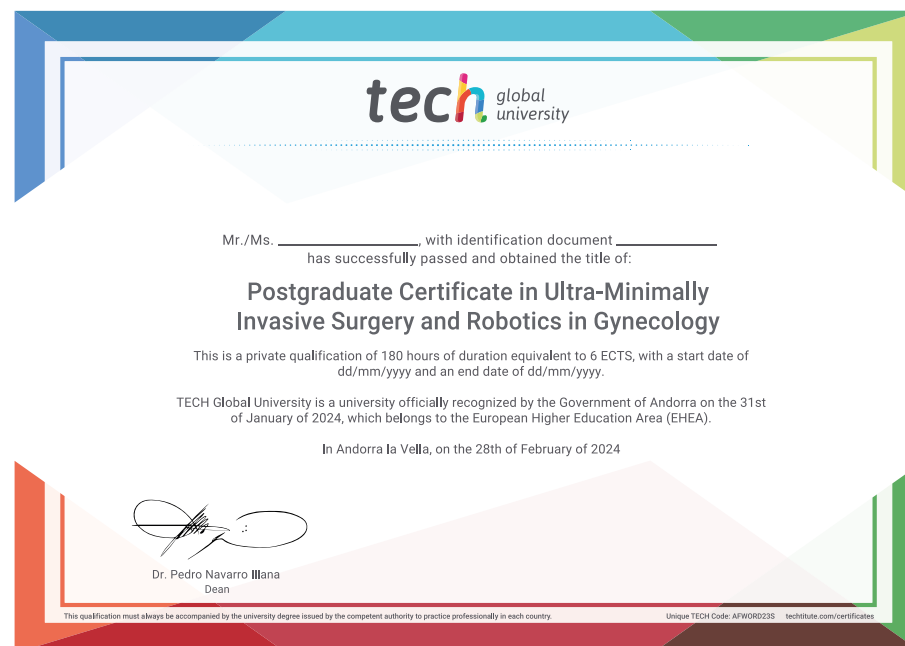 tech global university
Mr./Ms. ____________, with identification document ____________
has successfully passed and obtained the title of:
Postgraduate Certificate in Ultra-Minimally
Invasive Surgery and Robotics in Gynecology
This is a private qualification of 180 hours of duration equivalent to 6 ECTS, with a start date of
dd/mm/yyyy and an end date of dd/mm/yyyy.
TECH Global University is a university officially recognized by the Government of Andorra on the 31st
of January of 2024, which belongs to the European Higher Education Area (EHEA).
In Andorra la Vella, on the 28th of February of 2024
Dr. Pedro Navarro Illana
Dean
This qualification must always be accompanied by the university degree issued by the competent authority to practice professionally in each country.
Unique TECH Code: AFWORD23S techtitute.com/certificates